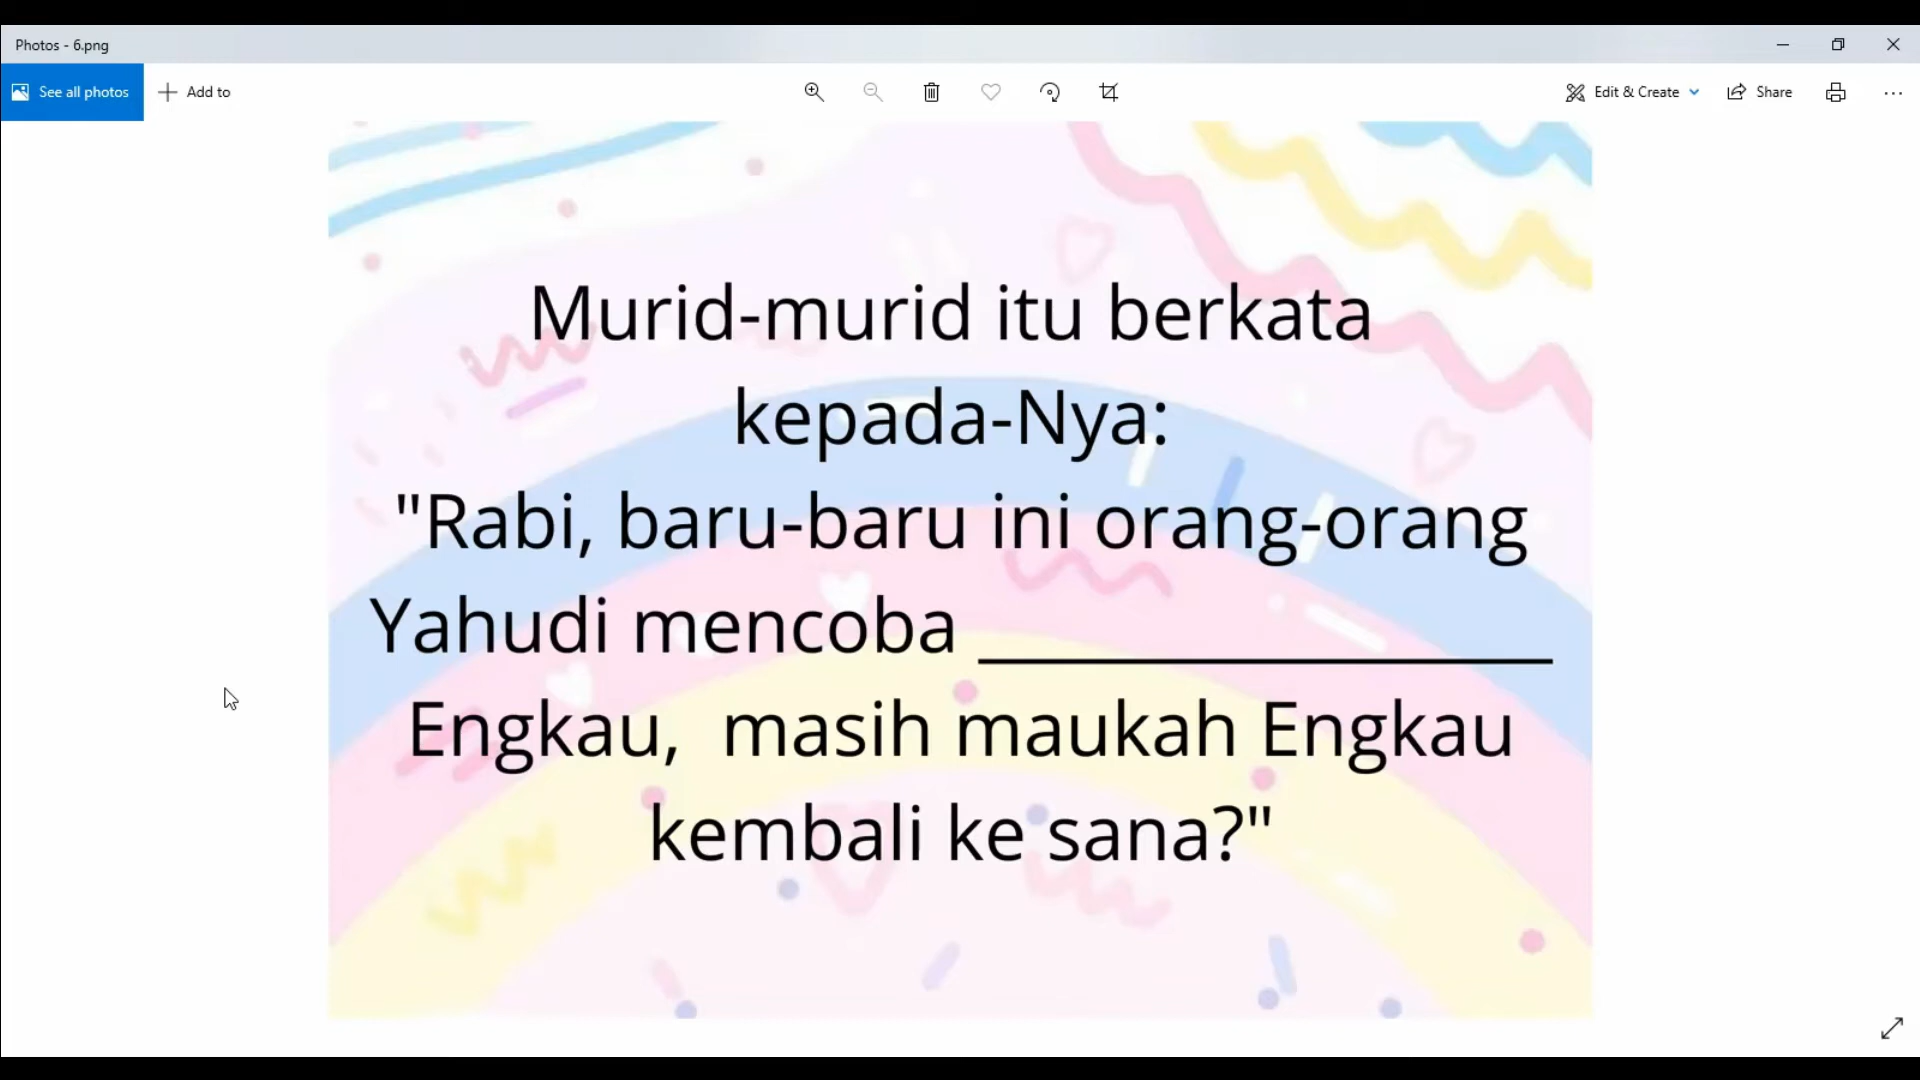 Photos - 6.png
See all photos
Add to
Edit & Create
Share
Murid-murid itu berkata
kepada-Nya:
"Rabi, baru-baru ini orang-orang
Yahudi mencoba ____________________
Engkau, masih maukah Engkau
kembali ke sana?"